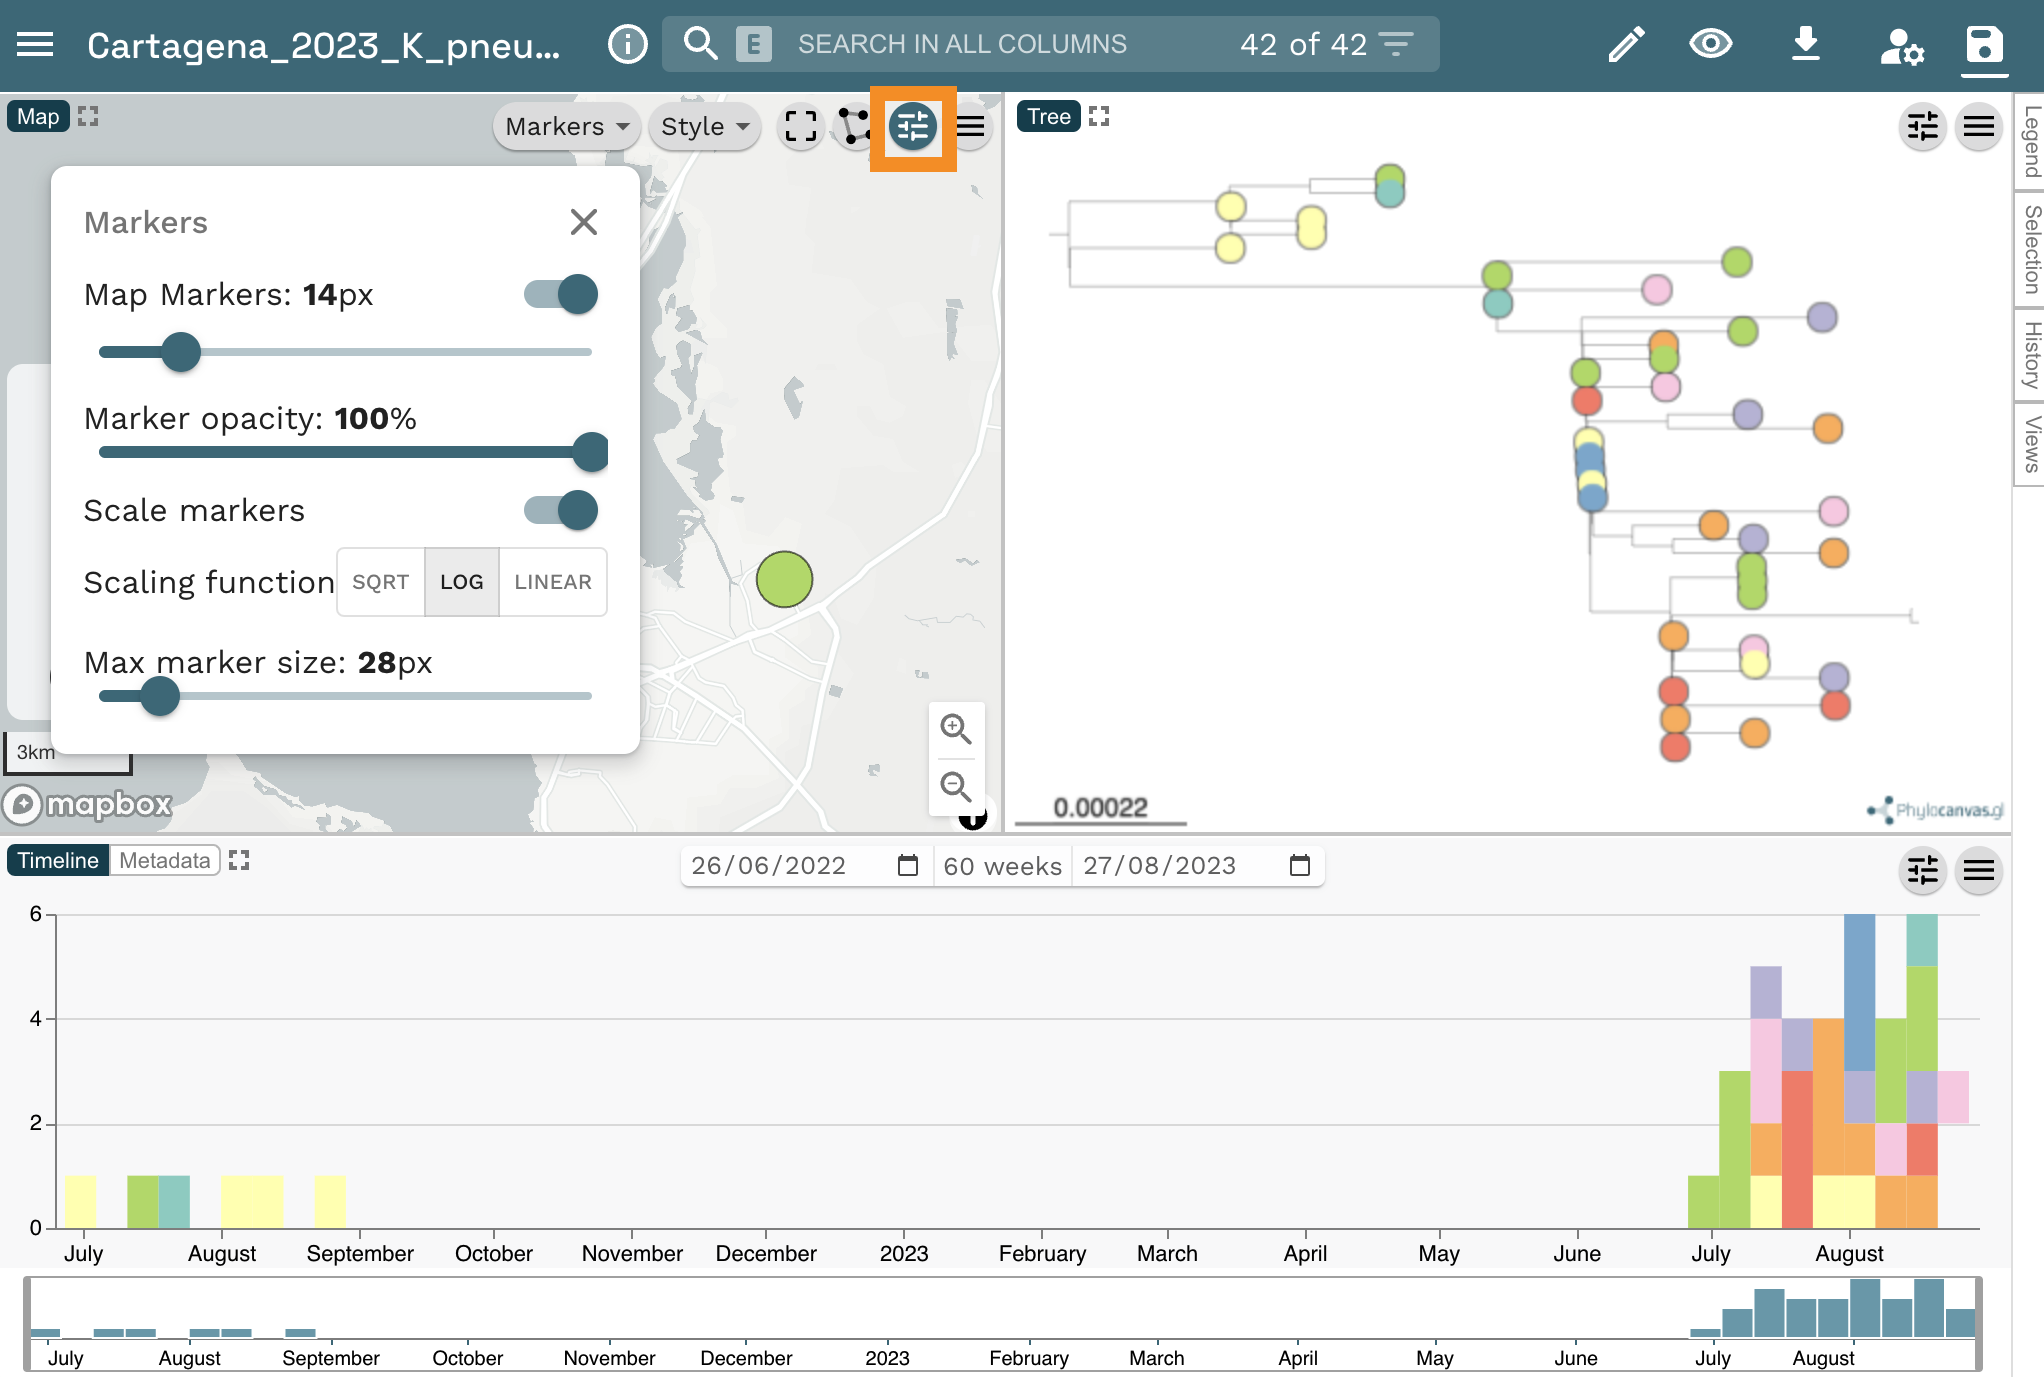 Cartagena_2023_K_pneu...
E
SEARCH IN ALL COLUMNS
42 of 42
Map
Markers
Style
Tree
Legend
Selection
History
Views
Markers
Map Markers: 14px
Marker opacity: 100%
Scale markers
Scaling function
SQRT
LOG
LINEAR
Max marker size: 28px
3km
mapbox
0.00022
Phylocanvas.gl
Timeline
Metadata
26/06/2022
60 weeks
27/08/2023
6
4
2
0
July August September October November December 2023 February March April May June July August
July August September October November December 2023 February March April May June July August